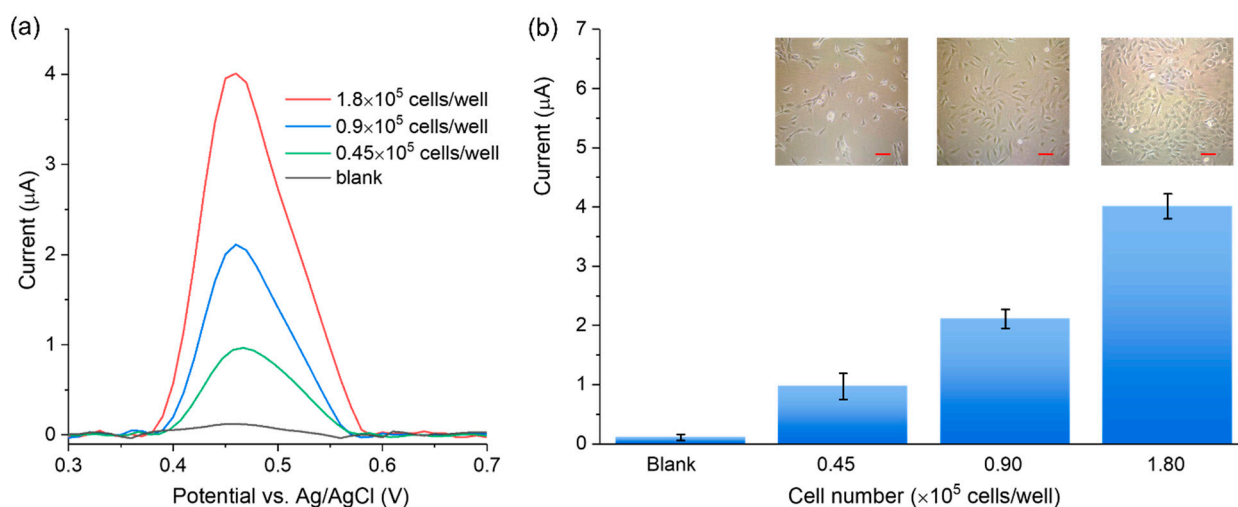 (a)
4
3
2
1
0
0.3
0.4
0.5
0.6
0.7
Current (μA)
Potential vs. Ag/AgCl (V)
1.8×10⁵ cells/well
0.9×10⁵ cells/well
0.45×10⁵ cells/well
blank
(b)
7
6
5
4
3
2
1
0
Current (μA)
Blank
0.45
0.90
1.80
Cell number (×10⁵ cells/well)